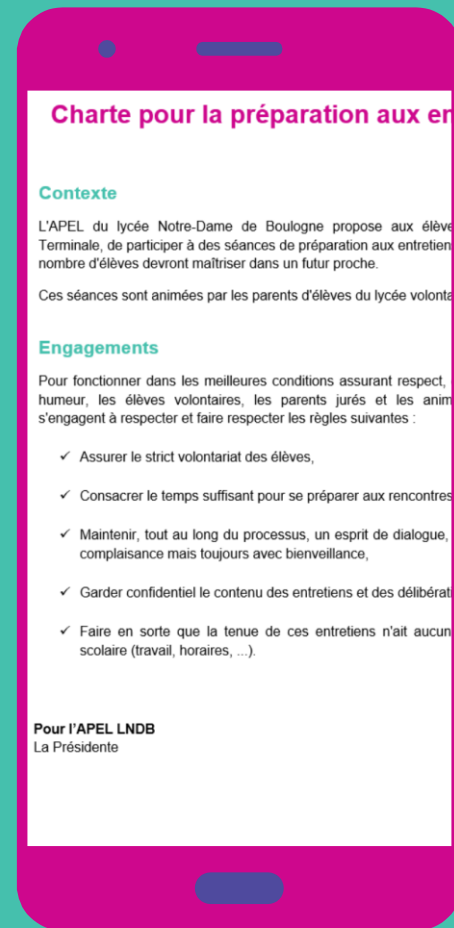 Charte pour la préparation aux en
Contexte
L'APEL du lycée Notre-Dame de Boulogne propose aux élève
Terminale, de participer à des séances de préparation aux entretien
nombre d'élèves devront maîtriser dans un futur proche.
Ces séances sont animées par les parents d'élèves du lycée volonta
Engagements
Pour fonctionner dans les meilleures conditions assurant respect,
humeur, les élèves volontaires, les parents jurés et les anim
s'engagent à respecter et faire respecter les règles suivantes :
✓ Assurer le strict volontariat des élèves,
✓ Consacrer le temps suffisant pour se préparer aux rencontres
✓ Maintenir, tout au long du processus, un esprit de dialogue,
complaisance mais toujours avec bienveillance,
✓ Garder confidentiel le contenu des entretiens et des délibérati
✓ Faire en sorte que la tenue de ces entretiens n'ait aucun
scolaire (travail, horaires, ...).
Pour l'APEL LNDB
La Présidente